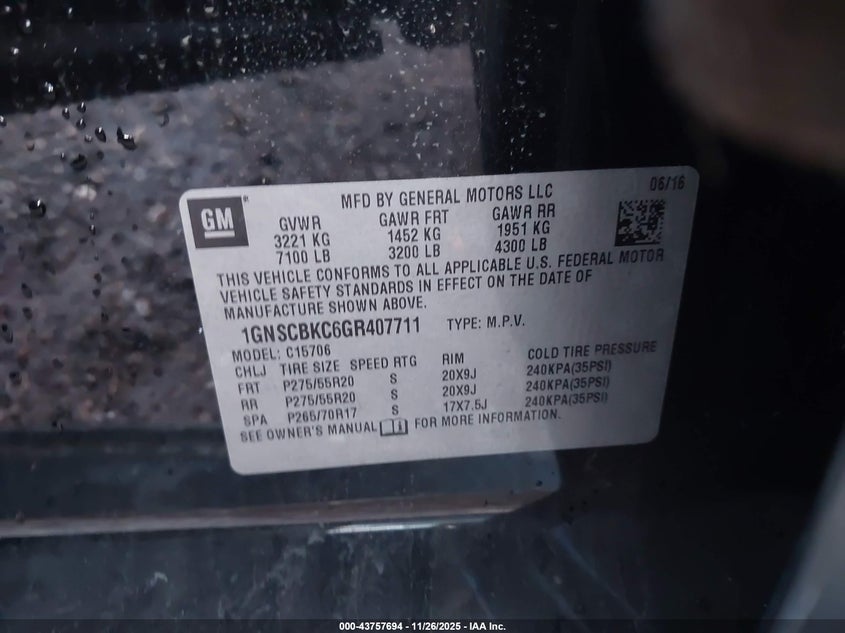 GM
MFD BY GENERAL MOTORS LLC
06/16
GVWR GAWR FRT GAWR RR
3221 KG 1452 KG 1951 KG
7100 LB 3200 LB 4300 LB
THIS VEHICLE CONFORMS TO ALL APPLICABLE U.S. FEDERAL MOTOR
VEHICLE SAFETY STANDARDS IN EFFECT ON THE DATE OF
MANUFACTURE SHOWN ABOVE.
1GNSCBKC6GR407711 TYPE: M.P.V.
MODEL: C15706
CHLJ TIRE SIZE SPEED RTG RIM COLD TIRE PRESSURE
FRT P275/55R20 S 20X9J 240KPA(35PSI)
RR P275/55R20 S 20X9J 240KPA(35PSI)
SPA P265/70R17 S 17X7.5J 240KPA(35PSI)
SEE OWNER'S MANUAL FOR MORE INFORMATION.
000-43757694 - 11/26/2025 - IAA Inc.